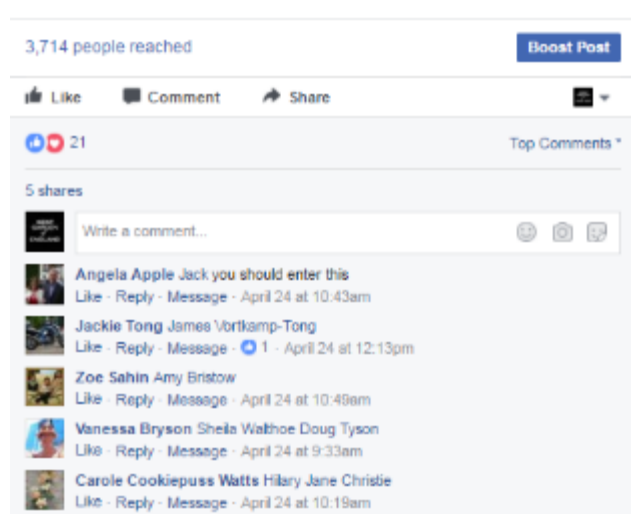 3,714 people reached
Boost Post
Like Comment Share
21
Top Comments
5 shares
Write a comment...
Angela Apple Jack you should enter this
Like · Reply · Message · April 24 at 10:43am
Jackie Tong James Vortkamp-Tong
Like · Reply · Message · 1 · April 24 at 12:13pm
Zoe Sahin Amy Bristow
Like · Reply · Message · April 24 at 10:49am
Vanessa Bryson Sheila Walthoe Doug Tyson
Like · Reply · Message · April 24 at 9:33am
Carole Cookiepuss Watts Hilary Jane Christie
Like · Reply · Message · April 24 at 10:19am